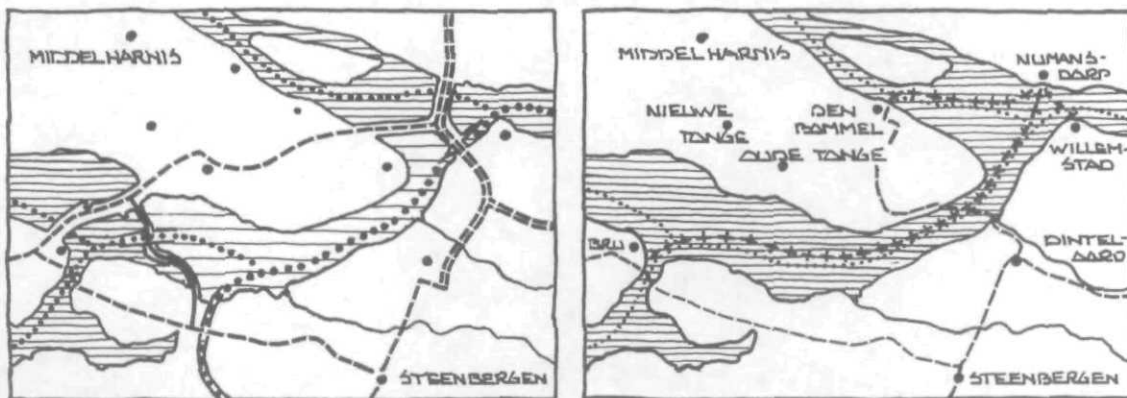 MIDDELHARNIS
STEENBERGEN
MIDDELHARNIS
NUMANS-
DORP
NIEUWE
TONGE
DEN
BOMMEL
OUDE TONGE
WILLEM-
STAD
BRU
DINTEL-
OORD
STEENBERGEN